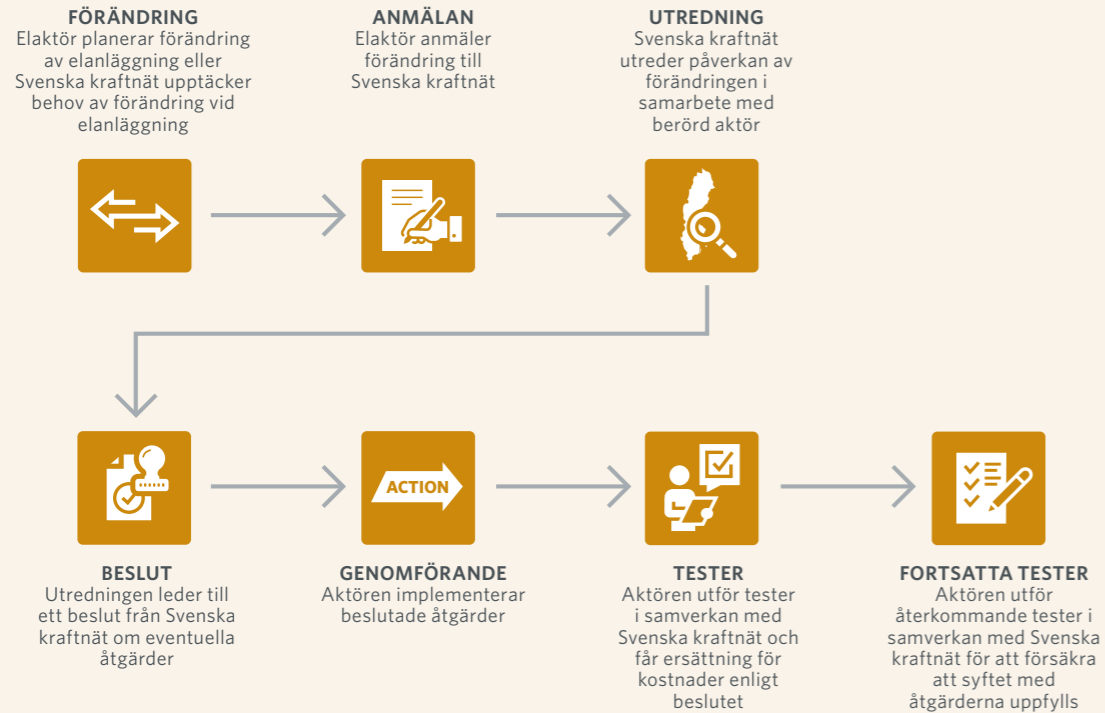 FÖRÄNDRING
Elaktör planerar förändring
av elanläggning eller
Svenska kraftnät upptäcker
behov av förändring vid
elanläggning
ANMÄLAN
Elaktör anmäler
förändring till
Svenska kraftnät
UTREDNING
Svenska kraftnät
utreder påverkan av
förändringen i
samarbete med
berörd aktör
BESLUT
Utredningen leder till
ett beslut från Svenska
kraftnät om eventuella
åtgärder
ACTION
GENOMFÖRANDE
Aktören implementerar
beslutade åtgärder
TESTER
Aktören utför tester
i samverkan med
Svenska kraftnät och
får ersättning för
kostnader enligt
beslutet
FORTSATTA TESTER
Aktören utför
återkommande tester i
samverkan med Svenska
kraftnät för att försäkra
att syftet med
åtgärderna uppfylls